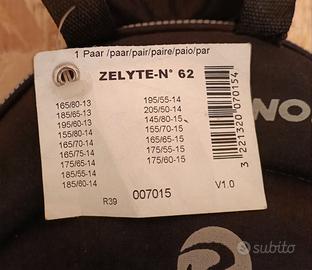 1 Paar /paar/pair/paire/paio/par
ZELYTE-N° 62
165/80-13
185/65-13
195/60-13
155/80-14
165/70-14
165/75-14
175/65-14
185/55-14
185/60-14
195/55-14
205/50-14
145/80-15
155/70-15
165/65-15
175/55-15
175/60-15
3 221320 070154
R39
007015
V1.0
NO
subito